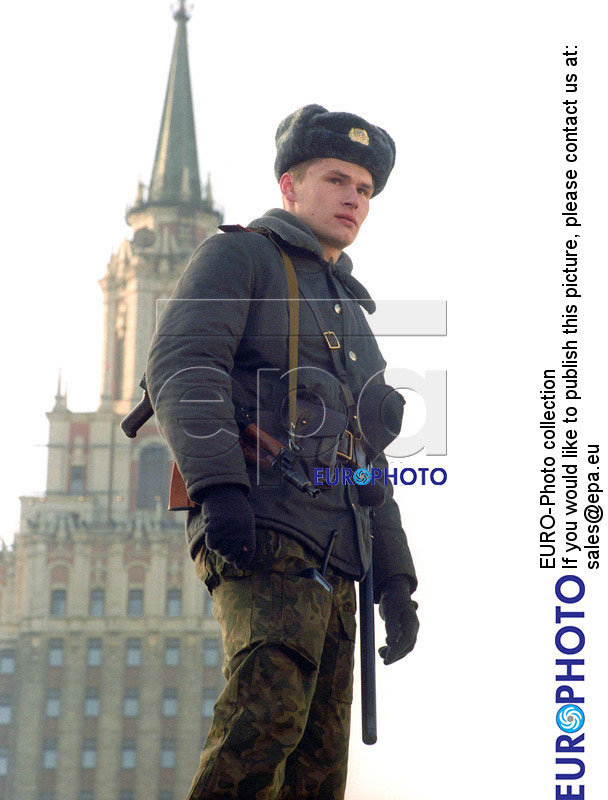 epa
EUROPHOTO
EURO-Photo collection
If you would like to publish this picture, please contact us at:
sales@epa.eu
EUROPHOTO